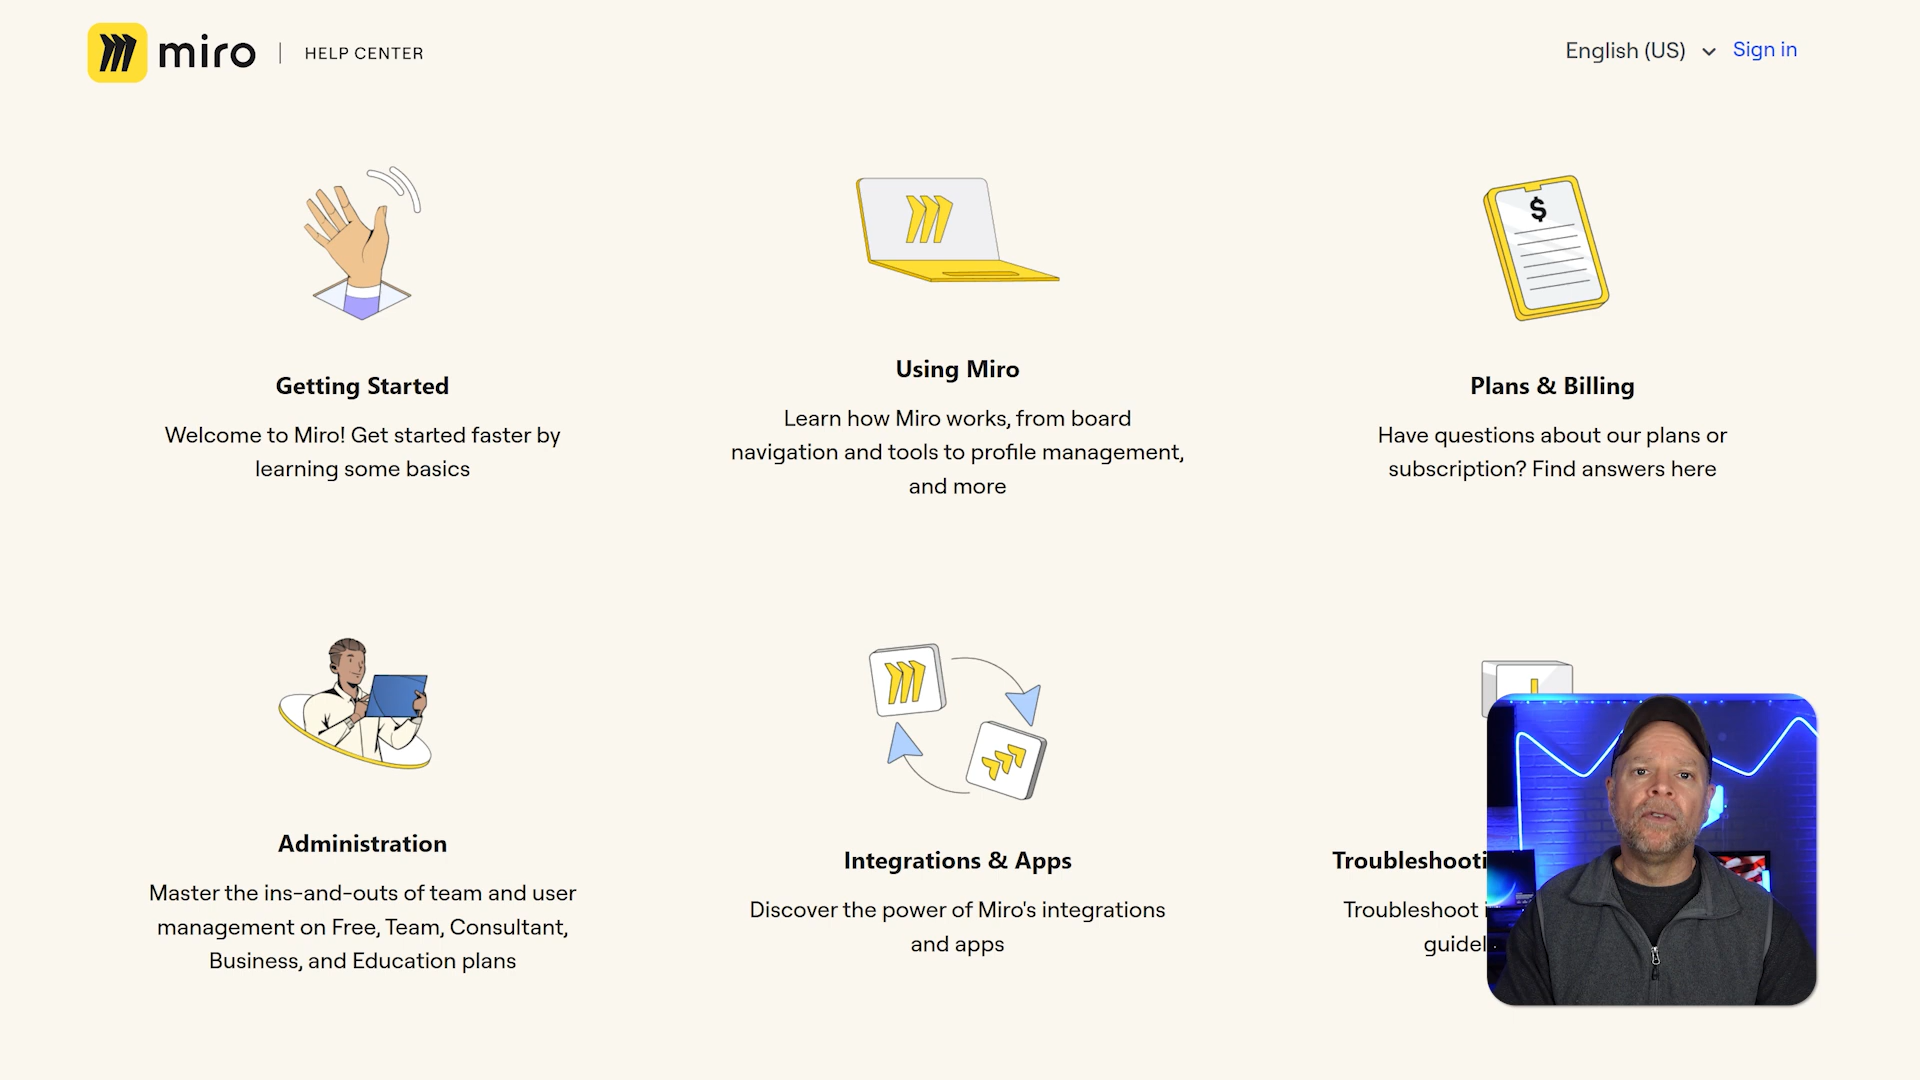 miro | HELP CENTER
English (US)
Sign in
Getting Started
Welcome to Miro! Get started faster by
learning some basics
Using Miro
Learn how Miro works, from board
navigation and tools to profile management,
and more
$
Plans & Billing
Have questions about our plans or
subscription? Find answers here
Administration
Master the ins-and-outs of team and user
management on Free, Team, Consultant,
Business, and Education plans
Integrations & Apps
Discover the power of Miro's integrations
and apps
Troubleshooti
Troubleshoot
guidel